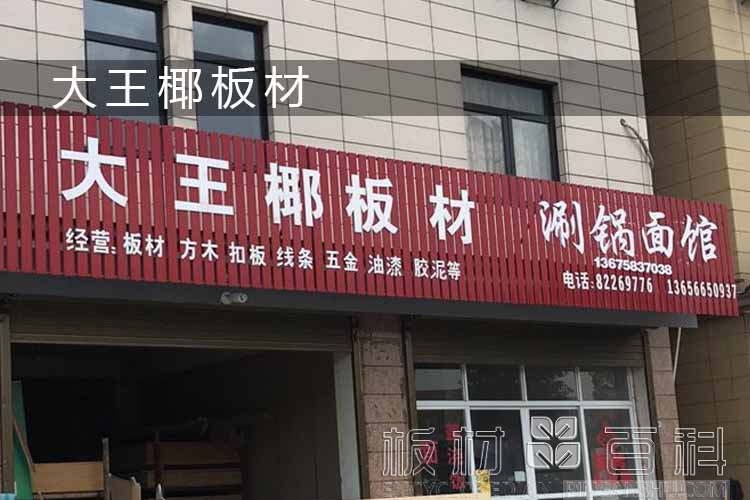 大王椰板材
大王椰板材
经营:板材 方木 扣板 线条 五金 油漆 胶泥等
涮锅面馆
13675837038
电话:82269776 13656650937
板材百科